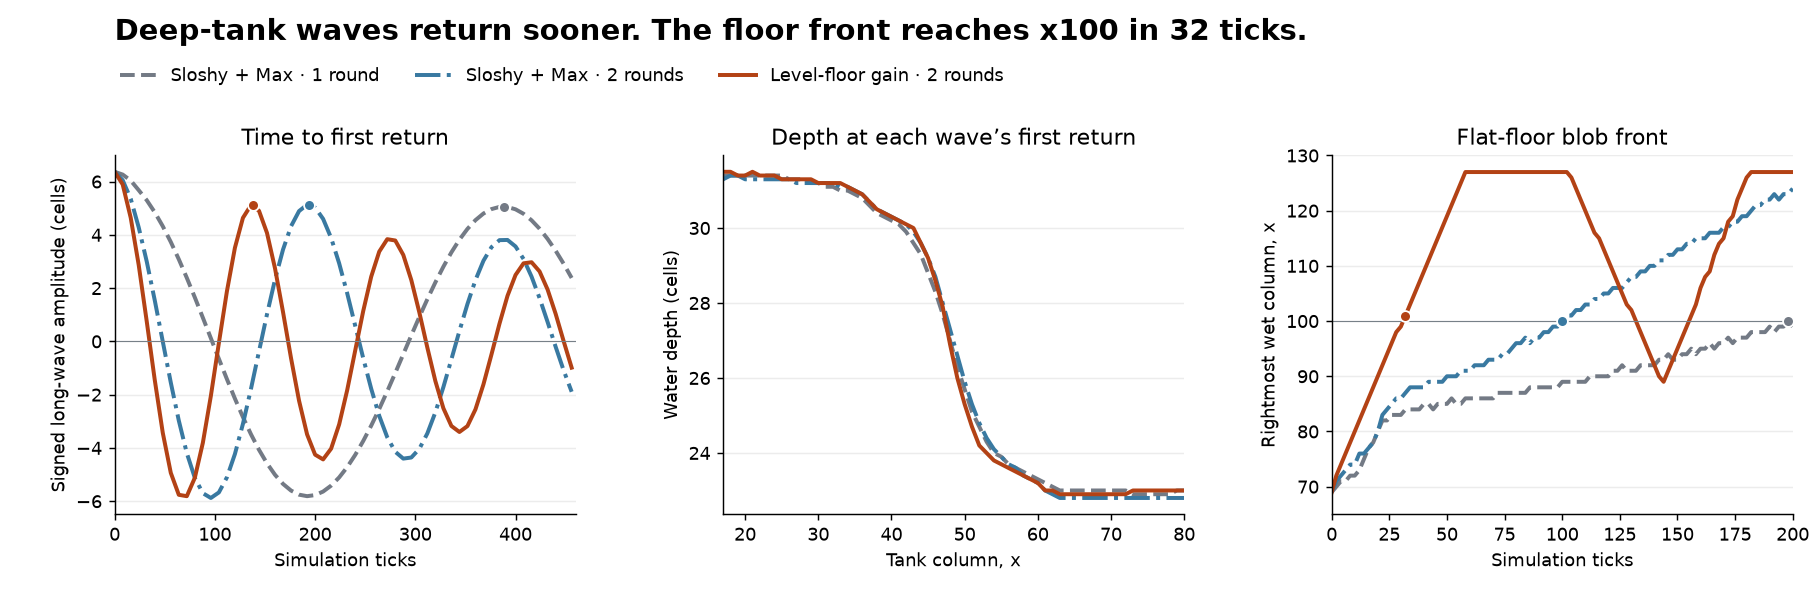 Deep-tank waves return sooner. The floor front reaches x100 in 32 ticks.
Sloshy + Max · 1 round
Sloshy + Max · 2 rounds
Level-floor gain · 2 rounds
Time to first return
Signed long-wave amplitude (cells)
6
4
2
0
−2
−4
−6
0 100 200 300 400
Simulation ticks
Depth at each wave’s first return
Water depth (cells)
30
28
26
24
20 30 40 50 60 70 80
Tank column, x
Flat-floor blob front
Rightmost wet column, x
130
120
110
100
90
80
70
0 25 50 75 100 125 150 175 200
Simulation ticks